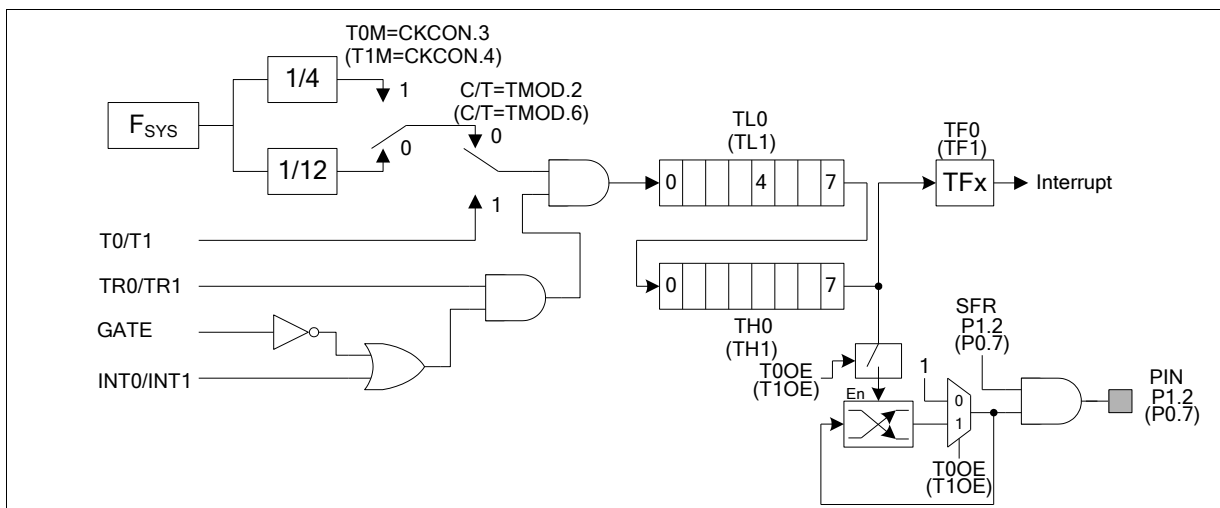 T0M=CKCON.3
(T1M=CKCON.4)
1/4
1
C/T=TMOD.2
(C/T=TMOD.6)
FSYS
0
0
1/12
1
TL0
(TL1)
0 4 7
TF0
(TF1)
TFx
Interrupt
T0/T1
TR0/TR1
GATE
INT0/INT1
0 7
TH0
(TH1)
T0OE
(T1OE)
En
1
0
1
T0OE
(T1OE)
SFR
P1.2
(P0.7)
PIN
P1.2
(P0.7)